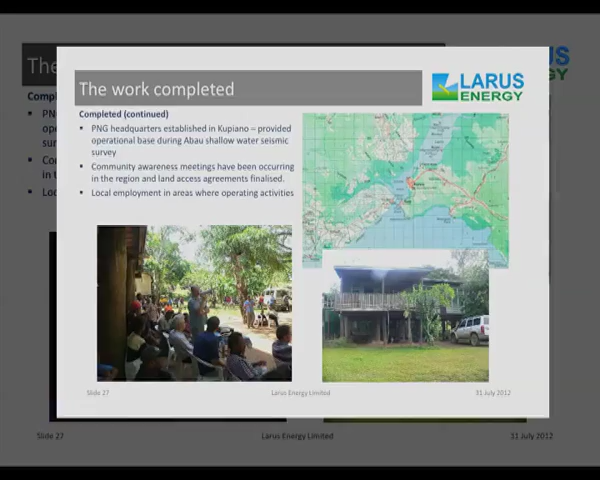 The work completed
LARUS
ENERGY
Completed (continued)
PNG headquarters established in Kupiano = provided
operational base during Abau shallow water seismic
survey
Community awareness meetings have been occurring
in the region and land access agreements finalised.
Local employment in areas where operating activities
Slide 27
Larus Energy Limited
31 July 2012
Slide 27
Larus Energy Limited
31 July 2012